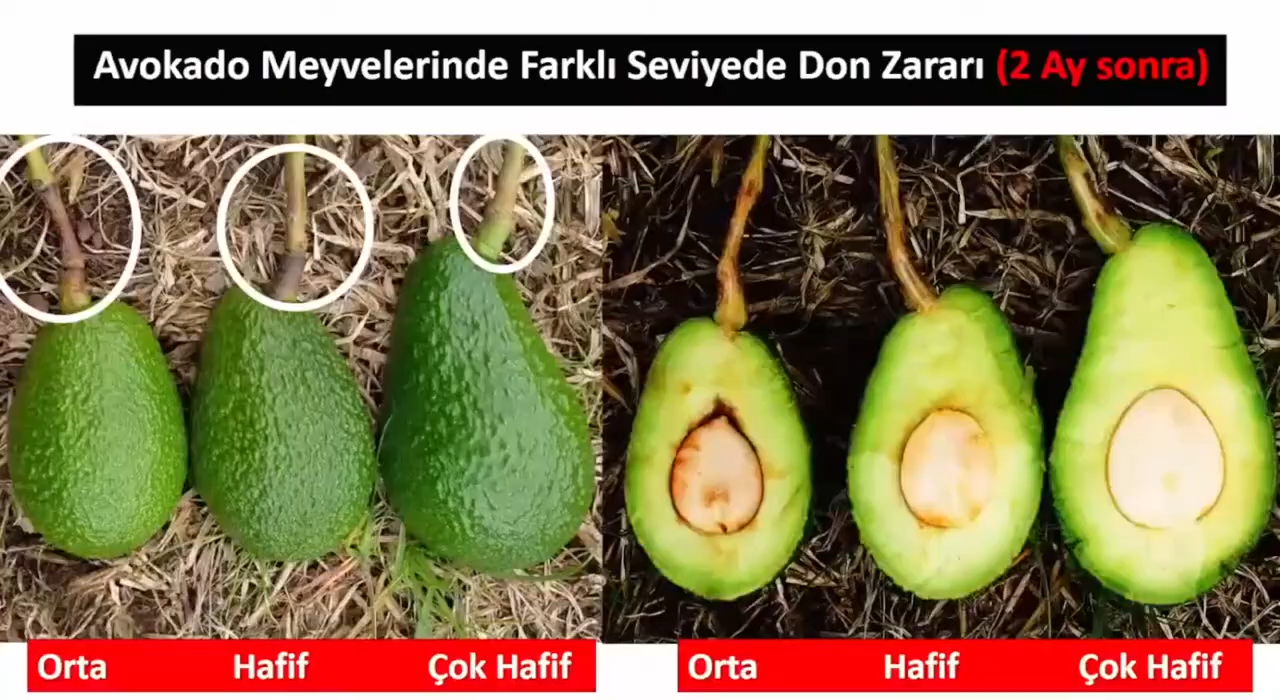 Avokado Meyvelerinde Farklı Seviyede Don Zararı (2 Ay sonra)
Orta Hafif Çok Hafif
Orta Hafif Çok Hafif